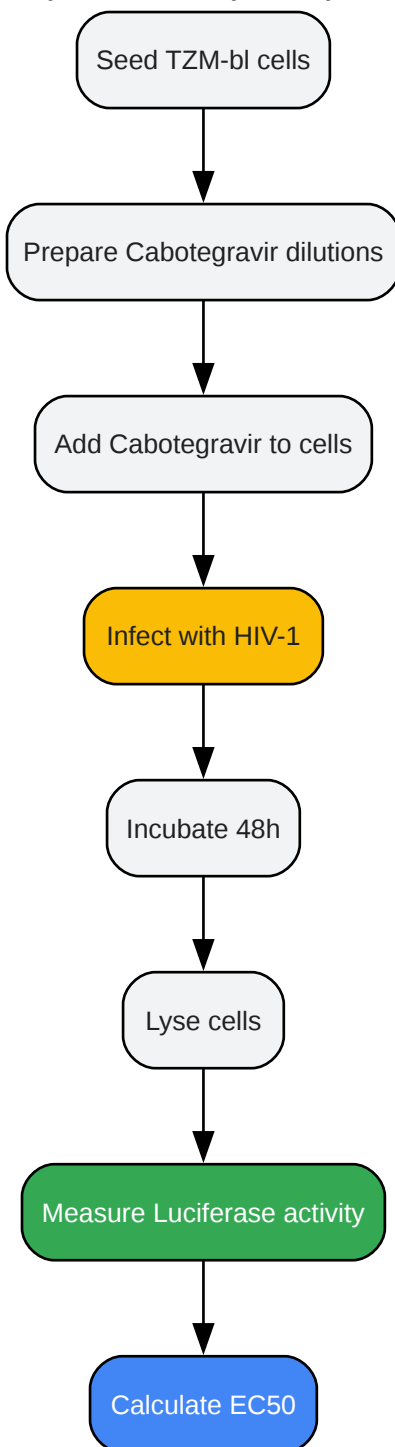 Seed TZM-bl cells
Prepare Cabotegravir dilutions
Add Cabotegravir to cells
Infect with HIV-1
Incubate 48h
Lyse cells
Measure Luciferase activity
Calculate EC50